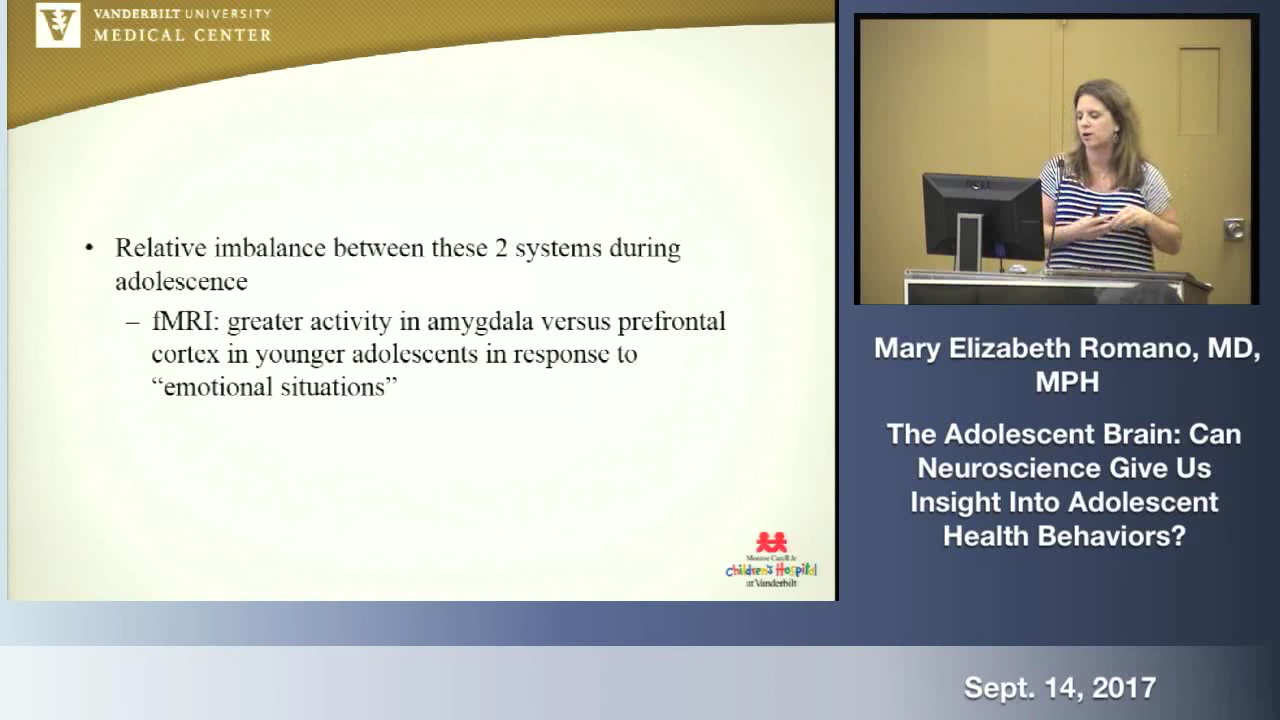 VANDERBILT UNIVERSITY
MEDICAL CENTER
• Relative imbalance between these 2 systems during
adolescence
– fMRI: greater activity in amygdala versus prefrontal
cortex in younger adolescents in response to
“emotional situations”
Monroe Carell Jr.
Children's Hospital
at Vanderbilt
DELL
Mary Elizabeth Romano, MD,
MPH
The Adolescent Brain: Can
Neuroscience Give Us
Insight Into Adolescent
Health Behaviors?
Sept. 14, 2017